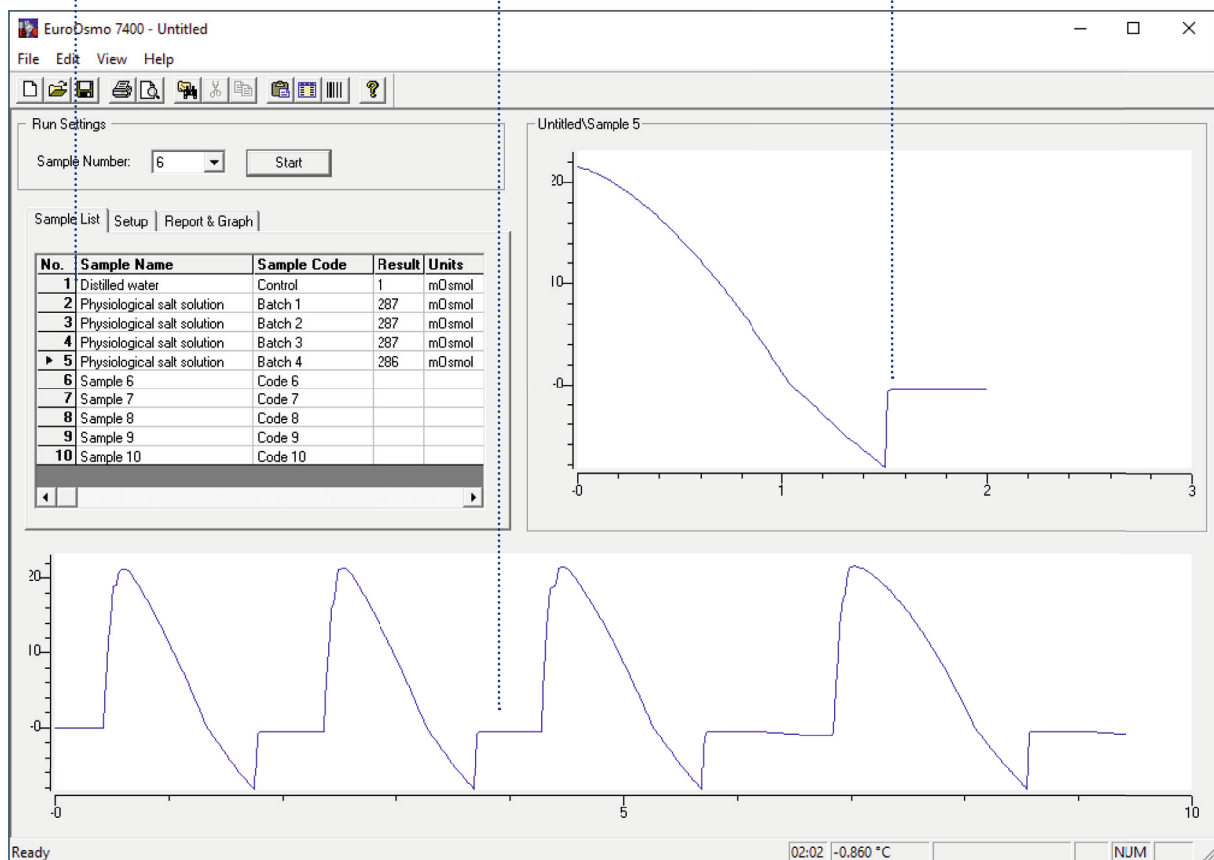 EuroOsmo 7400 - Untitled
File Edit View Help
Run Settings
Sample Number: 6 Start
Sample List Setup Report & Graph
No. Sample Name Sample Code Result Units
1 Distilled water Control 1 mOsmol
2 Physiological salt solution Batch 1 287 mOsmol
3 Physiological salt solution Batch 2 287 mOsmol
4 Physiological salt solution Batch 3 287 mOsmol
5 Physiological salt solution Batch 4 286 mOsmol
6 Sample 6 Code 6
7 Sample 7 Code 7
8 Sample 8 Code 8
9 Sample 9 Code 9
10 Sample 10 Code 10
Untitled\Sample 5
20
10
-0
-0 1 2 3
20
10
-0
-0 5 10
Ready 02:02 -0.860 °C NUM